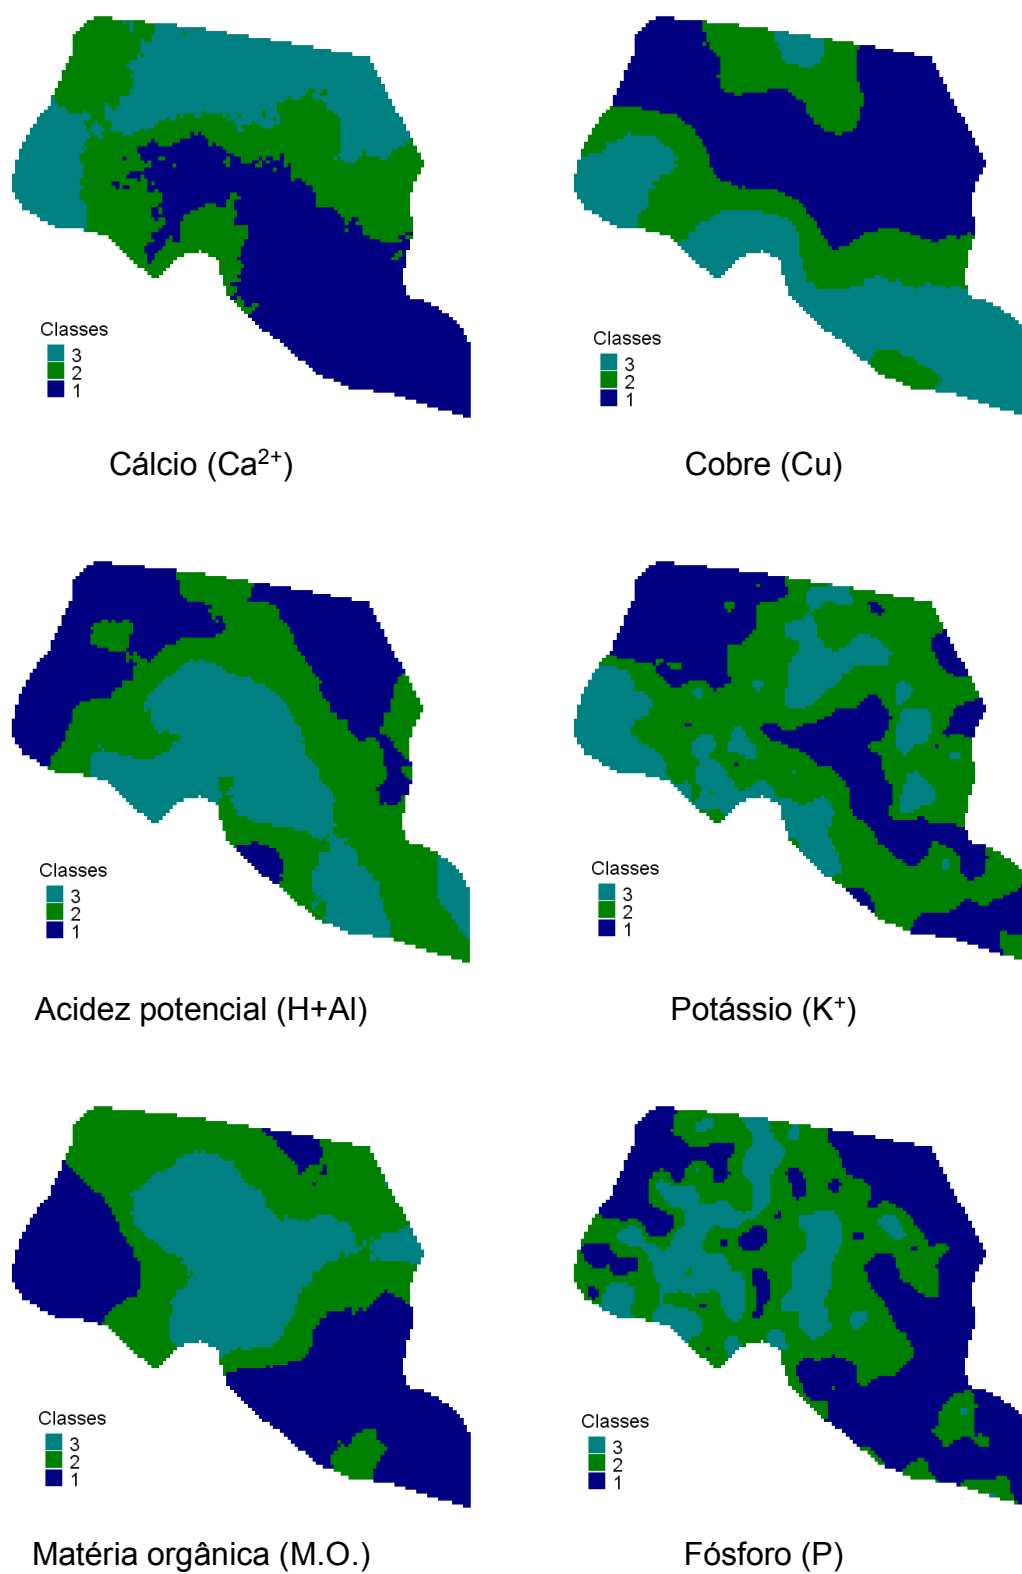 Classes
3
2
1
Cálcio (Ca²⁺)
Classes
3
2
1
Cobre (Cu)
Classes
3
2
1
Acidez potencial (H+Al)
Classes
3
2
1
Potássio (K⁺)
Classes
3
2
1
Matéria orgânica (M.O.)
Classes
3
2
1
Fósforo (P)